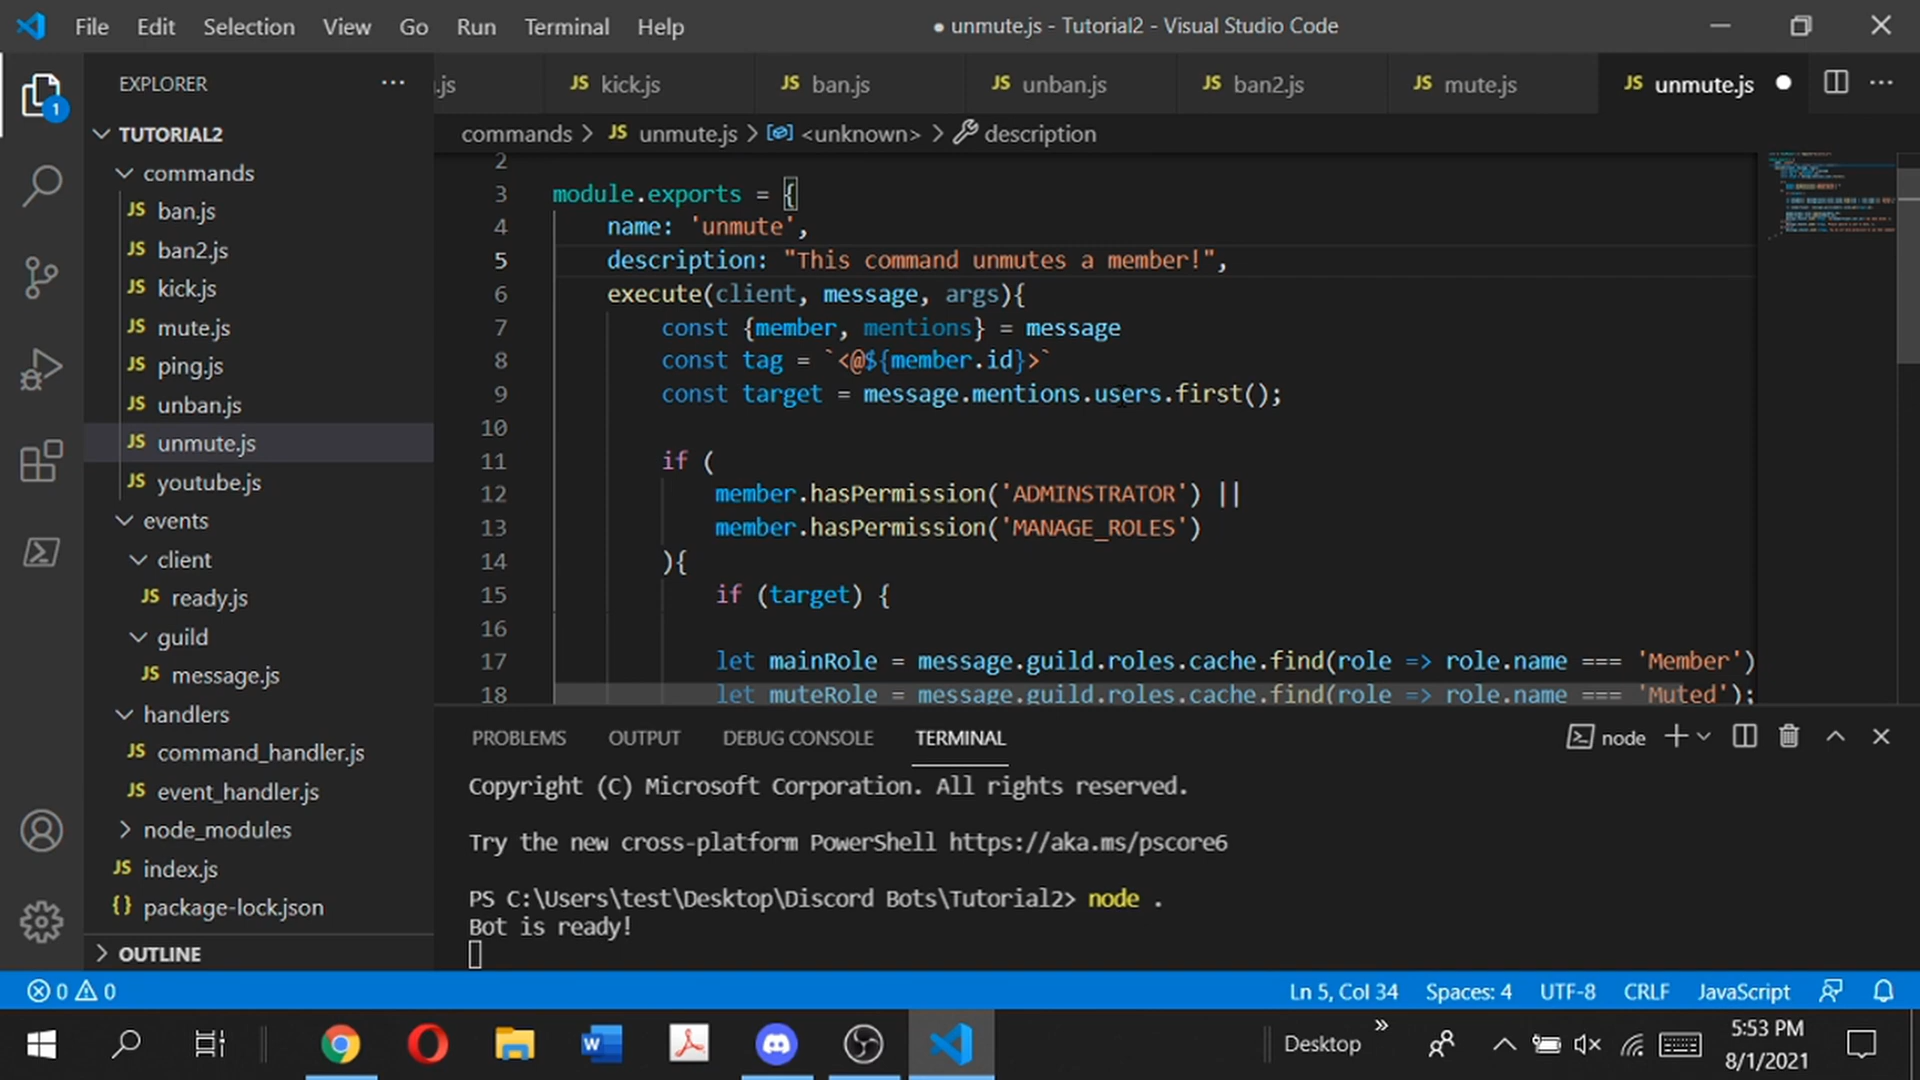 File Edit Selection View Go Run Terminal Help
● unmute.js - Tutorial2 - Visual Studio Code
EXPLORER
.js
JS kick.js
JS ban.js
JS unban.js
JS ban2.js
JS mute.js
JS unmute.js
commands > JS unmute.js > <unknown> > description
1
TUTORIAL2
commands
JS ban.js
JS ban2.js
JS kick.js
JS mute.js
JS ping.js
JS unban.js
JS unmute.js
JS youtube.js
events
client
JS ready.js
guild
JS message.js
handlers
JS command_handler.js
JS event_handler.js
node_modules
JS index.js
{} package-lock.json
OUTLINE
2
3 module.exports = {
4 name: 'unmute',
5 description: "This command unmutes a member!",
6 execute(client, message, args){
7 const {member, mentions} = message
8 const tag = `<@${member.id}>`
9 const target = message.mentions.users.first();
10
11 if (
12 member.hasPermission('ADMINSTRATOR') ||
13 member.hasPermission('MANAGE_ROLES')
14 ){
15 if (target) {
16
17 let mainRole = message.guild.roles.cache.find(role => role.name === 'Member')
18 let muteRole = message.guild.roles.cache.find(role => role.name === 'Muted');
PROBLEMS OUTPUT DEBUG CONSOLE TERMINAL
node
Copyright (C) Microsoft Corporation. All rights reserved.
Try the new cross-platform PowerShell https://aka.ms/pscore6
PS C:\Users\test\Desktop\Discord Bots\Tutorial2> node .
Bot is ready!
0 0
Ln 5, Col 34 Spaces: 4 UTF-8 CRLF JavaScript
Desktop
5:53 PM
8/1/2021